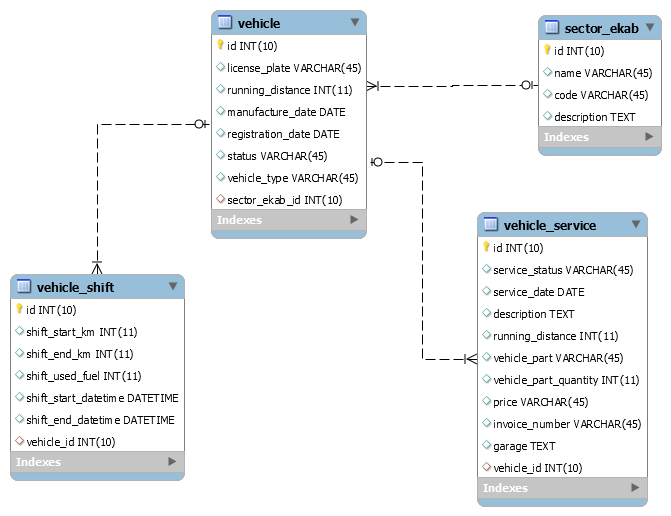 vehicle
id INT(10)
license_plate VARCHAR(45)
running_distance INT(11)
manufacture_date DATE
registration_date DATE
status VARCHAR(45)
vehicle_type VARCHAR(45)
sector_ekab_id INT(10)
Indexes
sector_ekab
id INT(10)
name VARCHAR(45)
code VARCHAR(45)
description TEXT
Indexes
vehicle_shift
id INT(10)
shift_start_km INT(11)
shift_end_km INT(11)
shift_used_fuel INT(11)
shift_start_datetime DATETIME
shift_end_datetime DATETIME
vehicle_id INT(10)
Indexes
vehicle_service
id INT(10)
service_status VARCHAR(45)
service_date DATE
description TEXT
running_distance INT(11)
vehicle_part VARCHAR(45)
vehicle_part_quantity INT(11)
price VARCHAR(45)
invoice_number VARCHAR(45)
garage TEXT
vehicle_id INT(10)
Indexes